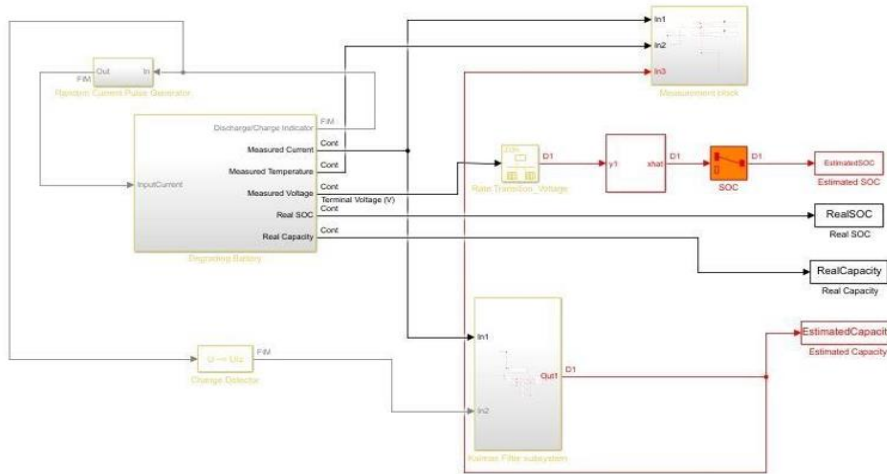 In1
In2
In3
Measurement block
Out
In
FIM
Random Current Pulse Generator
Discharge/Charge Indicator
FIM
Measured Current
Cont
Measured Temperature
Cont
Measured Voltage
Cont
Terminal Voltage (V)
Real SOC
Cont
Real Capacity
Cont
InputCurrent
Degrading Battery
D1
Rate Transition_Voltage
y1
xhat
D1
SOC
D1
EstimatedSOC
Estimated SOC
RealSOC
Real SOC
RealCapacity
Real Capacity
EstimatedCapacit
Estimated Capacity
In1
In2
Out1
D1
Kalman Filter subsystem
FIM
Change Detector